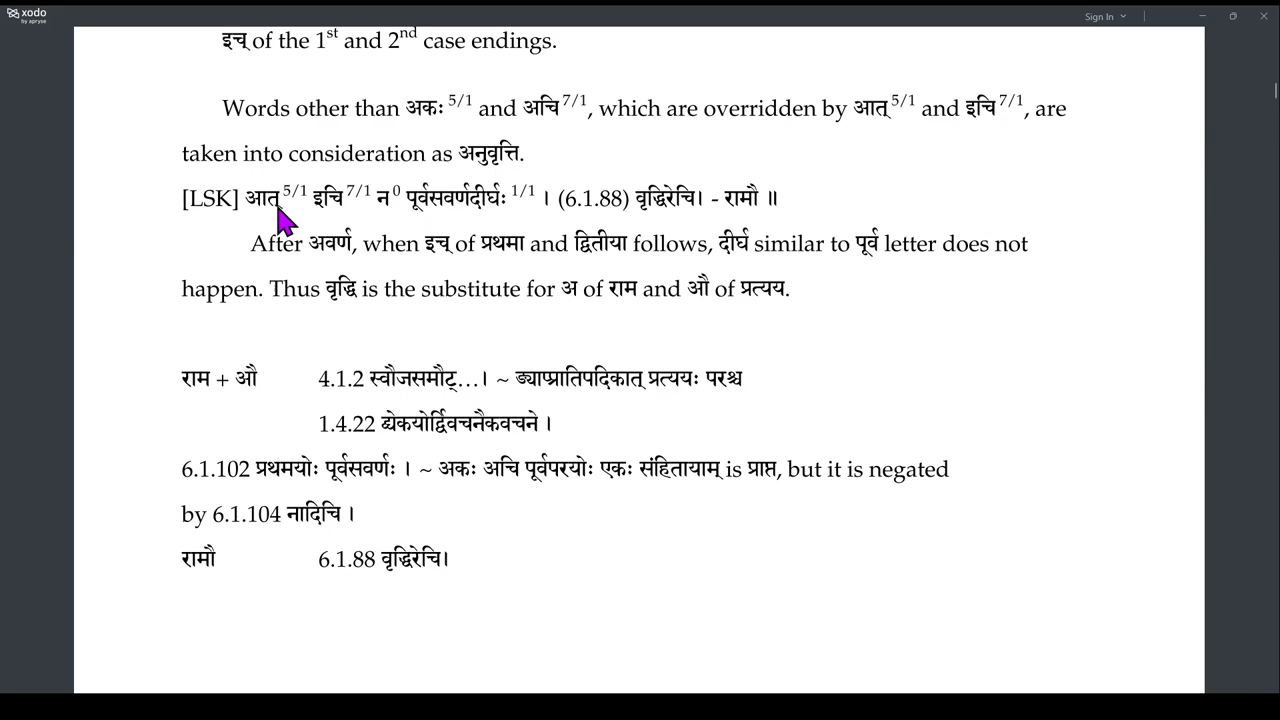 xodo
by apryse
Sign In
इच् of the 1st and 2nd case endings.
Words other than अकः 5/1 and अचि 7/1, which are overridden by आत् 5/1 and इचि 7/1, are
taken into consideration as अनुवृत्ति.
[LSK] आत् 5/1 इचि 7/1 न 0 पूर्वसवर्णदीर्घः 1/1 । (6.1.88) वृद्धिरेचि। - रामौ ॥
After अवर्ण, when इच् of प्रथमा and द्वितीया follows, दीर्घ similar to पूर्व letter does not
happen. Thus वृद्धि is the substitute for अ of राम and औ of प्रत्यय.
राम + औ 4.1.2 स्वौजसमौट्...। ~ ङ्याप्प्रातिपदिकात् प्रत्ययः परश्च
1.4.22 द्व्येकयोर्द्विवचनैकवचने ।
6.1.102 प्रथमयोः पूर्वसवर्णः । ~ अकः अचि पूर्वपरयोः एकः संहितायाम् is प्राप्त, but it is negated
by 6.1.104 नादिचि ।
रामौ 6.1.88 वृद्धिरेचि।